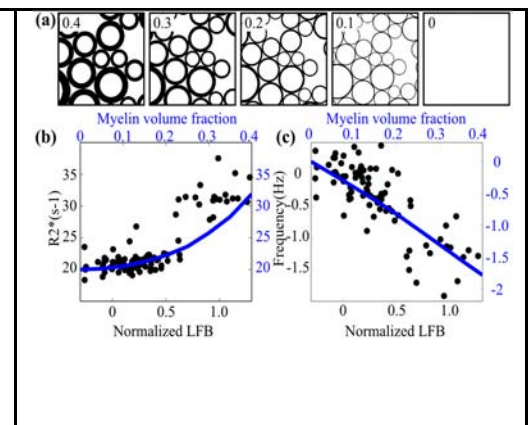 (a) 0.4 0.3 0.2 0.1 0
Myelin volume fraction Myelin volume fraction
0 0.1 0.2 0.3 0.4 0 0.1 0.2 0.3 0.4
(b) (c)
R2*(s-1)
35
30
25
20
30
25
20
0 0.5 1.0
Normalized LFB
Frequency(Hz)
0
-0.5
-1.0
-1.5
0
-0.5
-1
-1.5
-2
0 0.5 1.0
Normalized LFB